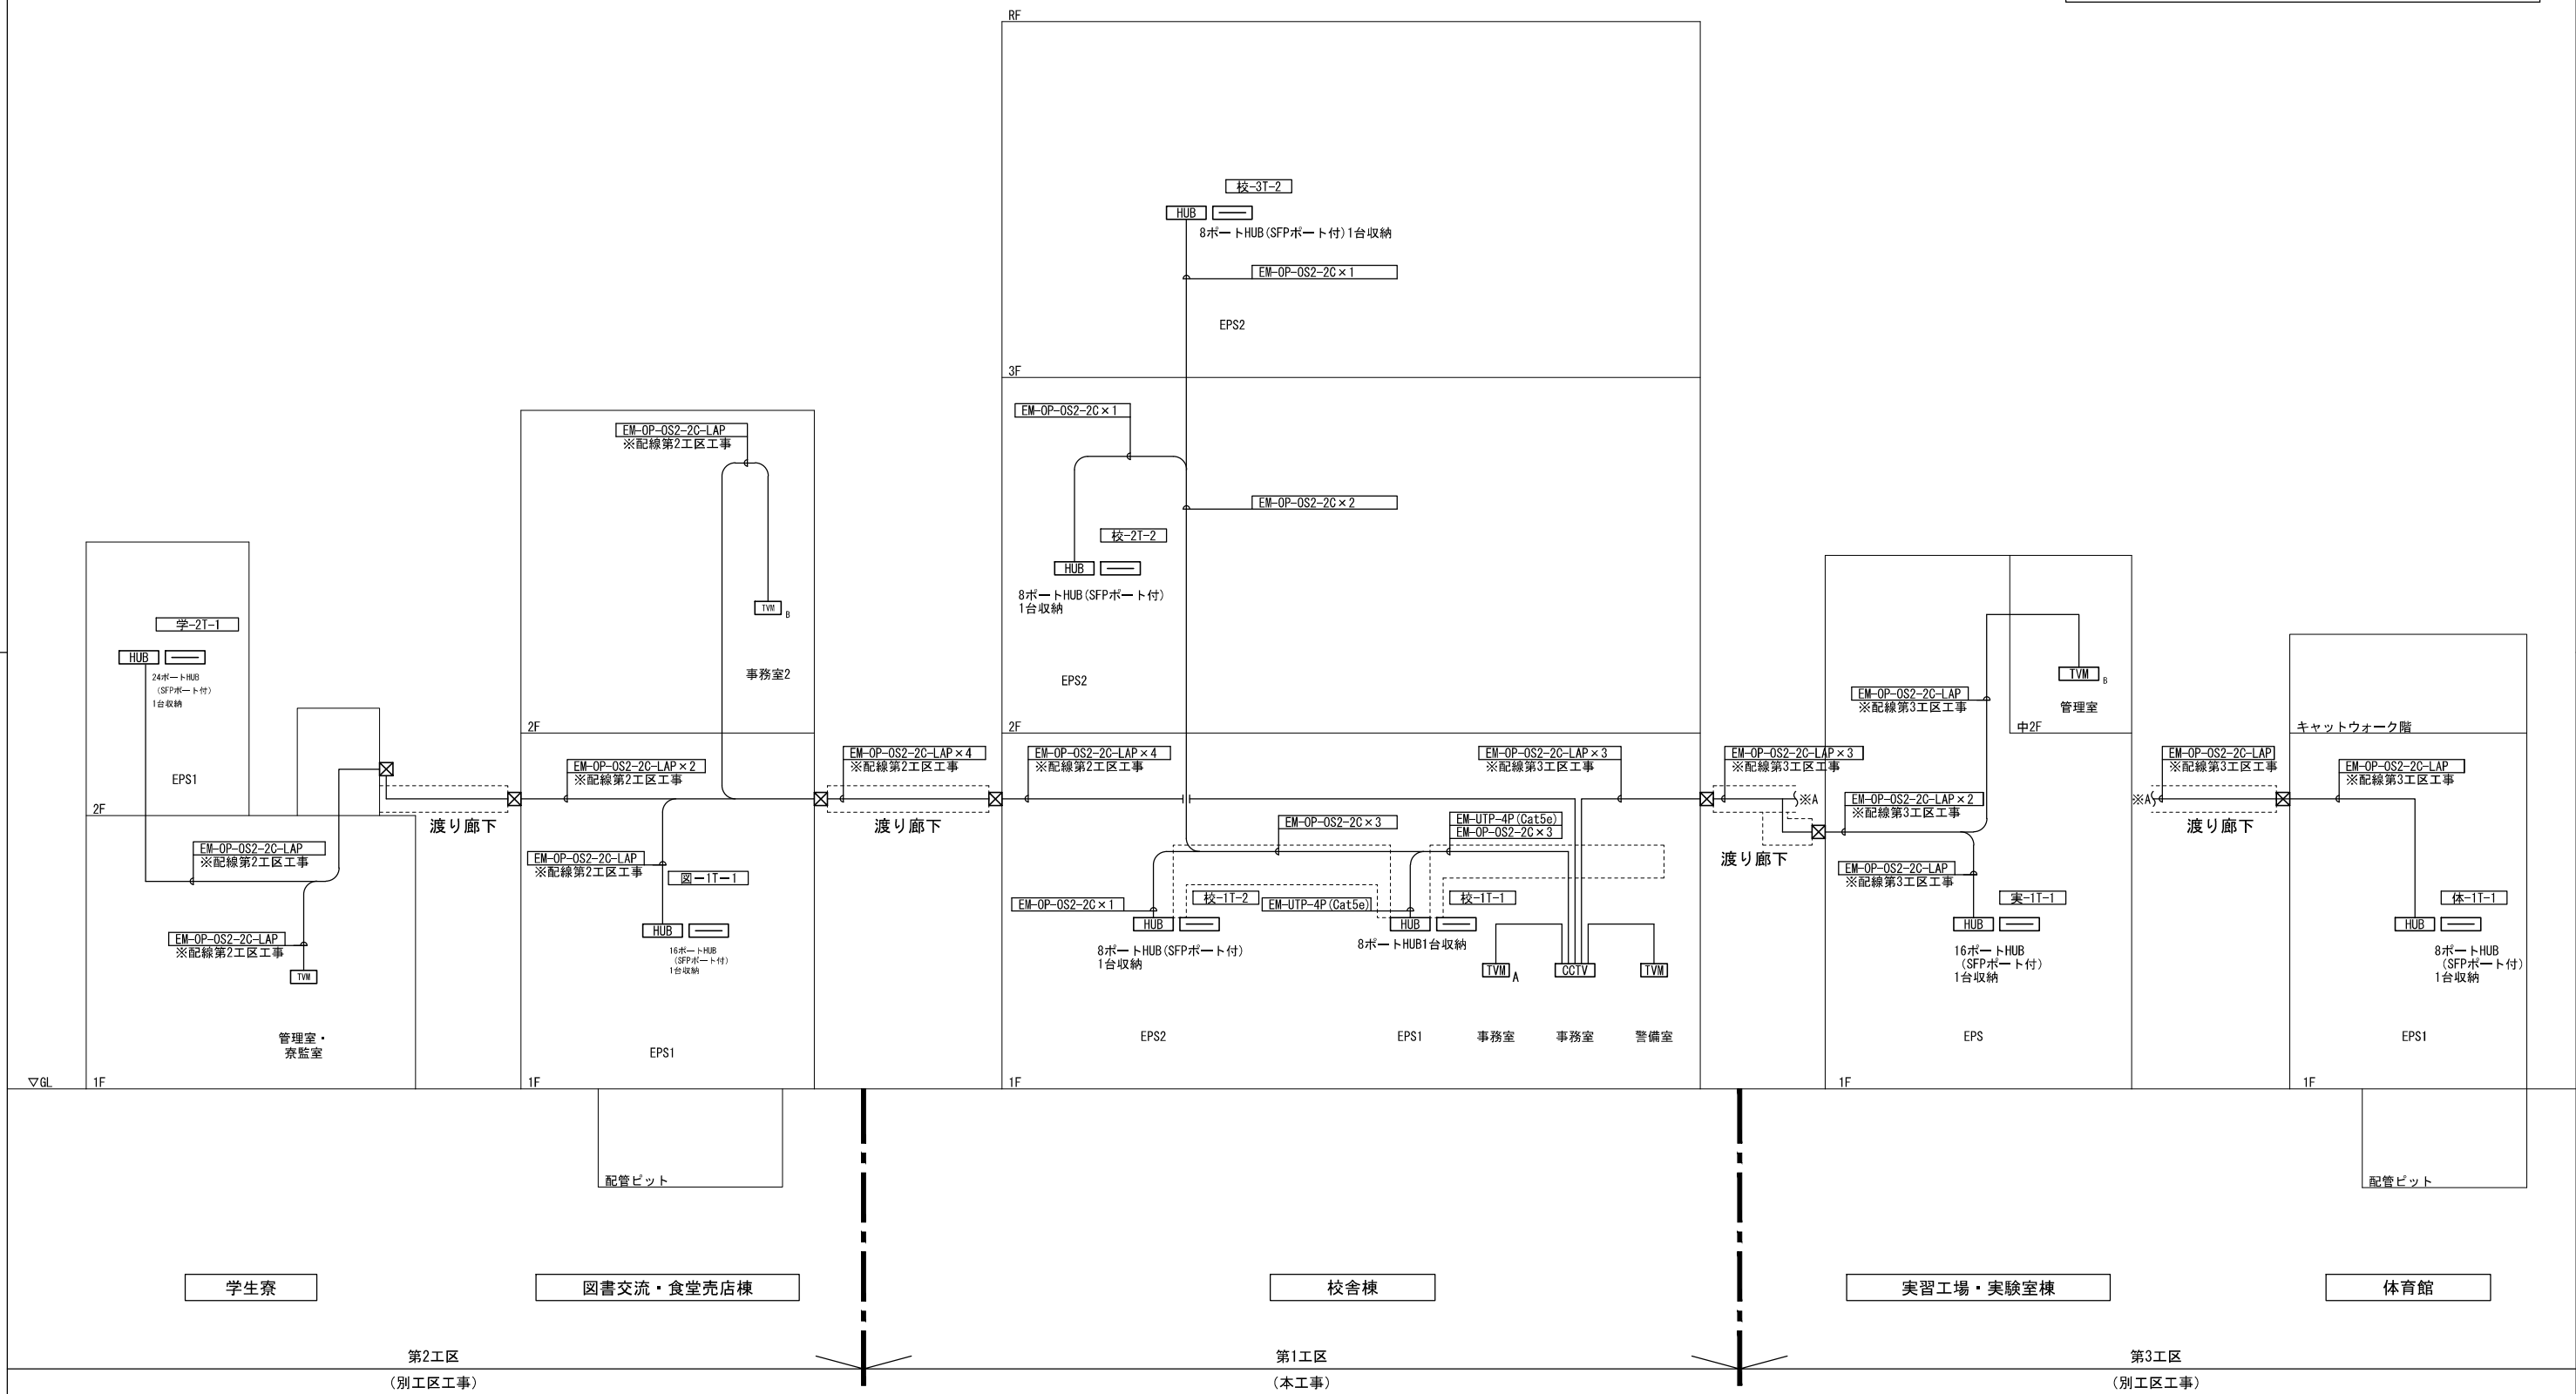 RF
校-3T-2
HUB
8ポートHUB(SFPポート付)1台収納
EM-OP-OS2-2C×1
EPS2
3F
EM-OP-OS2-2C×1
EM-OP-OS2-2C×2
校-2T-2
HUB
8ポートHUB(SFPポート付)
1台収納
EPS2
2F
EM-OP-OS2-2C-LAP
※配線第2工区工事
TVM
B
事務室2
2F
学-2T-1
HUB
24ポートHUB
(SFPポート付)
1台収納
EPS1
2F
EM-OP-OS2-2C-LAP
※配線第2工区工事
EM-OP-OS2-2C-LAP
※配線第2工区工事
TVM
管理室・
寮監室
▽GL
1F
渡り廊下
EM-OP-OS2-2C-LAP×2
※配線第2工区工事
EM-OP-OS2-2C-LAP
※配線第2工区工事
図ー1T-1
HUB
16ポートHUB
(SFPポート付)
1台収納
EPS1
1F
配管ピット
EM-OP-OS2-2C-LAP×4
※配線第2工区工事
渡り廊下
EM-OP-OS2-2C-LAP×4
※配線第2工区工事
EM-OP-OS2-2C-LAP×3
※配線第3工区工事
EM-OP-OS2-2C×3
EM-UTP-4P(Cat5e)
EM-OP-OS2-2C×3
EM-OP-OS2-2C×1
校-1T-2
EM-UTP-4P(Cat5e)
校-1T-1
HUB
8ポートHUB(SFPポート付)
1台収納
HUB
8ポートHUB1台収納
TVM
A
CCTV
TVM
EPS2
EPS1
事務室
事務室
警備室
1F
EM-OP-OS2-2C-LAP×3
※配線第3工区工事
※A
渡り廊下
EM-OP-OS2-2C-LAP
※配線第3工区工事
TVM
B
管理室
中2F
EM-OP-OS2-2C-LAP×2
※配線第3工区工事
EM-OP-OS2-2C-LAP
※配線第3工区工事
実-1T-1
HUB
16ポートHUB
(SFPポート付)
1台収納
EPS
1F
EM-OP-OS2-2C-LAP
※配線第3工区工事
※A
渡り廊下
キャットウォーク階
EM-OP-OS2-2C-LAP
※配線第3工区工事
体-1T-1
HUB
8ポートHUB
(SFPポート付)
1台収納
EPS1
1F
配管ピット
学生寮
図書交流・食堂売店棟
校舎棟
実習工場・実験室棟
体育館
第2工区
(別工区工事)
第1工区
(本工事)
第3工区
(別工区工事)